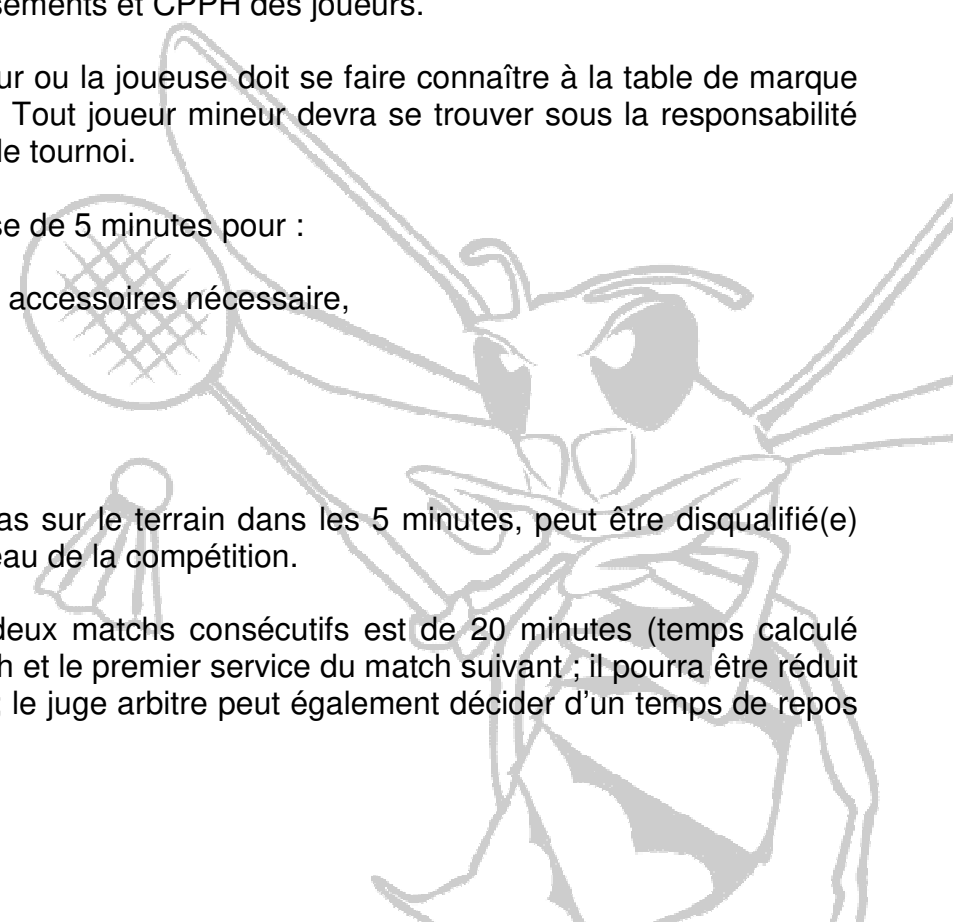 sements et CPPH des joueurs.
ur ou la joueuse doit se faire connaître à la table de marque
Tout joueur mineur devra se trouver sous la responsabilité
le tournoi.
se de 5 minutes pour :
accessoires nécessaire,
as sur le terrain dans les 5 minutes, peut être disqualifié(e)
eau de la compétition.
deux matchs consécutifs est de 20 minutes (temps calculé
h et le premier service du match suivant ; il pourra être réduit
le juge arbitre peut également décider d'un temps de repos